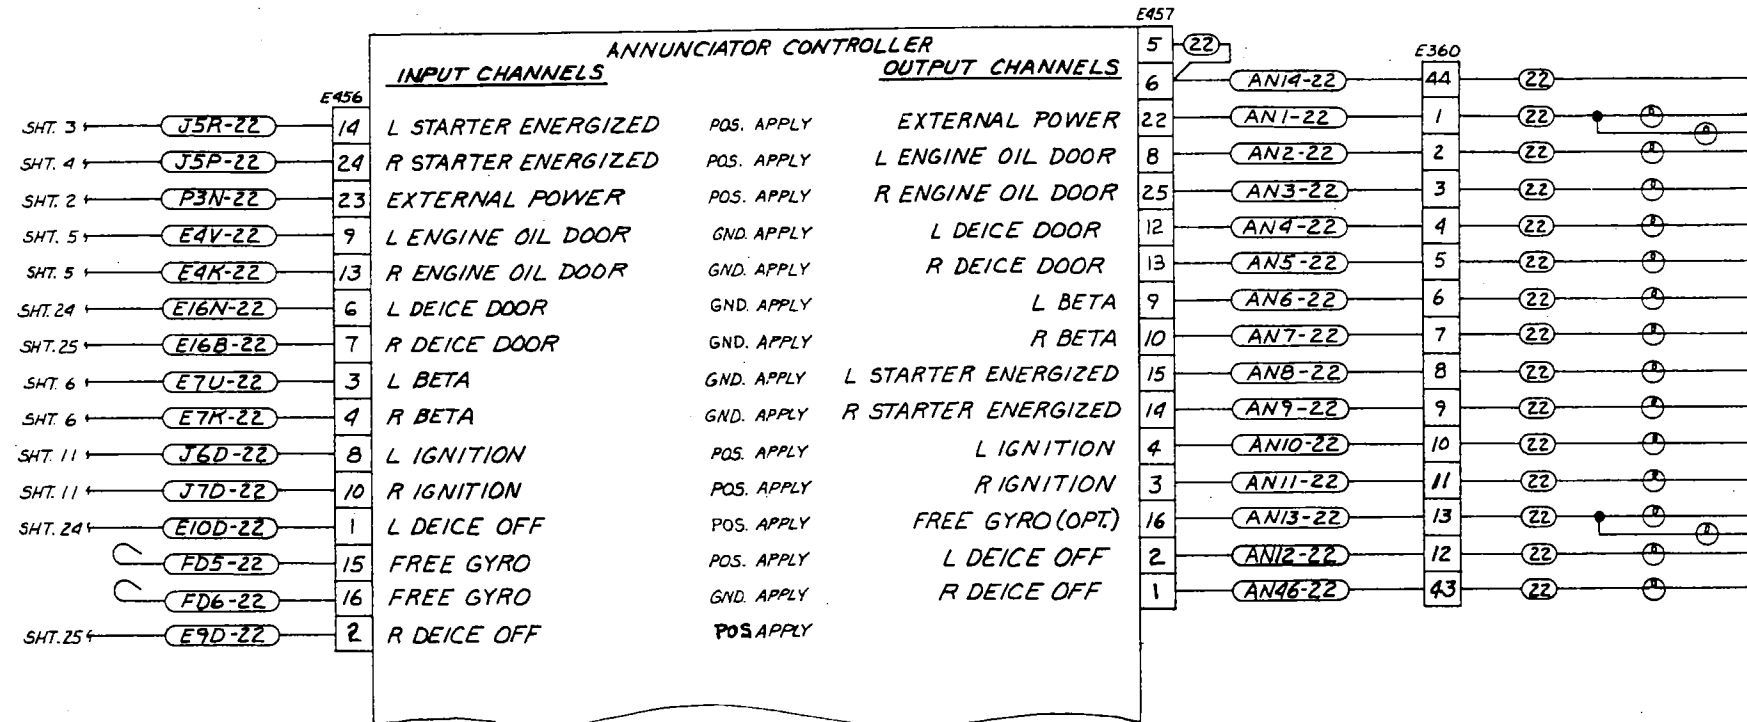 E457
ANNUNCIATOR CONTROLLER 5 22 E360
INPUT CHANNELS OUTPUT CHANNELS 6 AN14-22 44 22
E456
SHT. 3 J5R-22 14 L STARTER ENERGIZED POS. APPLY EXTERNAL POWER 22 AN1-22 1 22
SHT. 4 J5P-22 24 R STARTER ENERGIZED POS. APPLY L ENGINE OIL DOOR 8 AN2-22 2 22
SHT. 2 P3N-22 23 EXTERNAL POWER POS. APPLY R ENGINE OIL DOOR 25 AN3-22 3 22
SHT. 5 E4V-22 9 L ENGINE OIL DOOR GND. APPLY L DEICE DOOR 12 AN4-22 4 22
SHT. 5 E4K-22 13 R ENGINE OIL DOOR GND. APPLY R DEICE DOOR 13 AN5-22 5 22
SHT. 24 E16N-22 6 L DEICE DOOR GND. APPLY L BETA 9 AN6-22 6 22
SHT. 25 E16B-22 7 R DEICE DOOR GND. APPLY R BETA 10 AN7-22 7 22
SHT. 6 E7U-22 3 L BETA GND. APPLY L STARTER ENERGIZED 15 AN8-22 8 22
SHT. 6 E7K-22 4 R BETA GND. APPLY R STARTER ENERGIZED 14 AN9-22 9 22
SHT. 11 J6D-22 8 L IGNITION POS. APPLY L IGNITION 4 AN10-22 10 22
SHT. 11 J7D-22 10 R IGNITION POS. APPLY R IGNITION 3 AN11-22 11 22
SHT. 24 E10D-22 1 L DEICE OFF POS. APPLY FREE GYRO (OPT.) 16 AN13-22 13 22
FD5-22 15 FREE GYRO POS. APPLY L DEICE OFF 2 AN12-22 12 22
FD6-22 16 FREE GYRO GND. APPLY R DEICE OFF 1 AN46-22 43 22
SHT. 25 E9D-22 2 R DEICE OFF POS APPLY